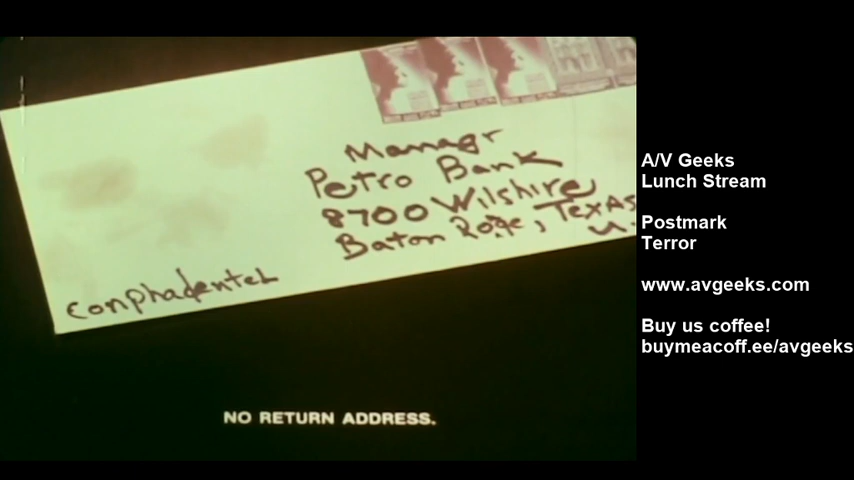 Managr
Petro Bank
8700 Wilshire
Baton Roge, Texas
U.
Conphadentel
NO RETURN ADDRESS.
A/V Geeks
Lunch Stream
Postmark
Terror
www.avgeeks.com
Buy us coffee!
buymeacoff.ee/avgeeks